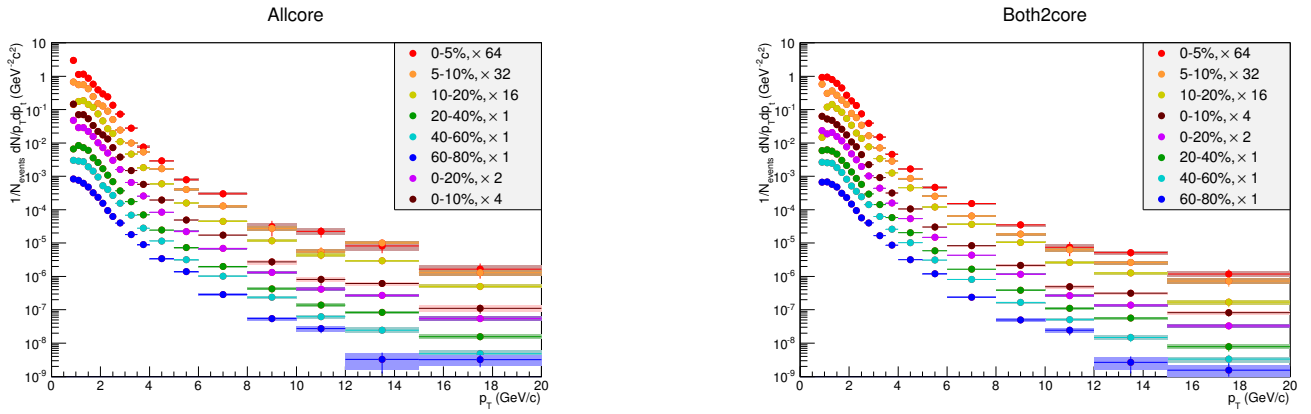 Allcore
1/N_events dN/p_T dp_t (GeV^-2 c2)
10
1
10^-1
10^-2
10^-3
10^-4
10^-5
10^-6
10^-7
10^-8
10^-9
0-5%, × 64
5-10%, × 32
10-20%, × 16
20-40%, × 1
40-60%, × 1
60-80%, × 1
0-20%, × 2
0-10%, × 4
0 2 4 6 8 10 12 14 16 18 20
p_T (GeV/c)
Both2core
1/N_events dN/p_T dp_t (GeV^-2 c2)
10
1
10^-1
10^-2
10^-3
10^-4
10^-5
10^-6
10^-7
10^-8
10^-9
0-5%, × 64
5-10%, × 32
10-20%, × 16
0-10%, × 4
0-20%, × 2
20-40%, × 1
40-60%, × 1
60-80%, × 1
0 2 4 6 8 10 12 14 16 18 20
p_T (GeV/c)